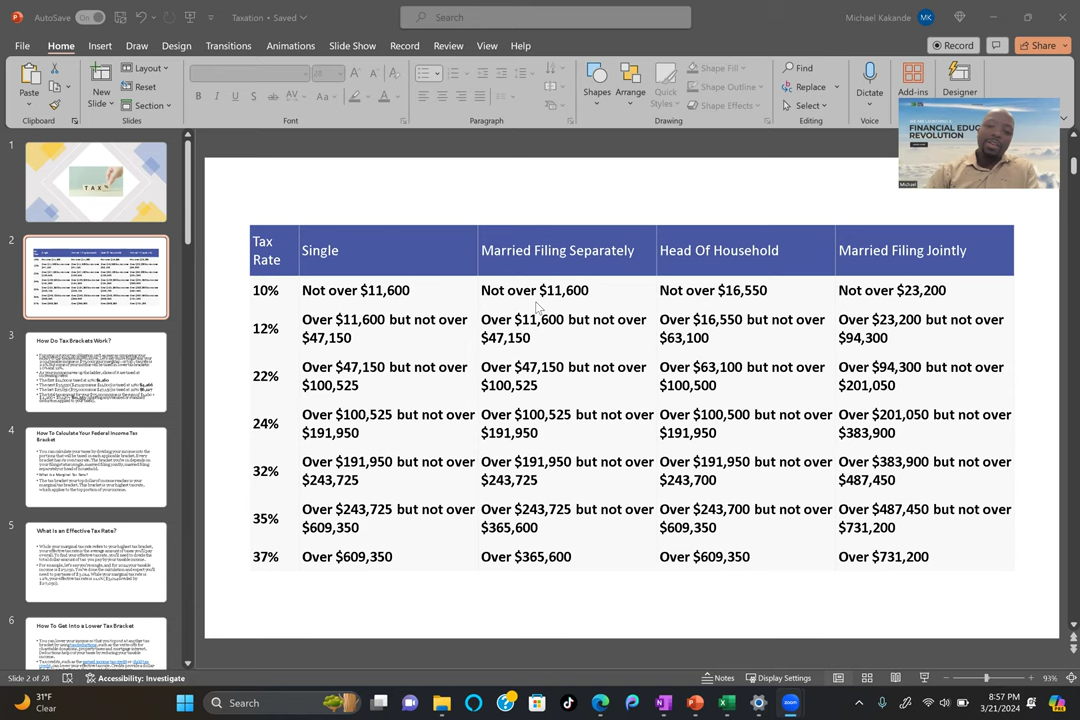 AutoSave On Taxation • Saved Search Michael Kakande MK
File Home Insert Draw Design Transitions Animations Slide Show Record Review View Help Record Share
Paste New Slide Layout Reset Section 28 Shapes Arrange Quick Styles Shape Fill Shape Outline Shape Effects Find Replace Select Dictate Add-ins Designer
B I U S ab AV Aa A
Clipboard Slides Font Paragraph Drawing Editing Voice
FINANCIAL EDUC
REVOLUTION
Michael
1
TAX
2
3
How Do Tax Brackets Work?
4
How To Calculate Your Federal Income Tax
Bracket
5
What Is an Effective Tax Rate?
6
How To Get Into a Lower Tax Bracket
Tax Rate Single Married Filing Separately Head Of Household Married Filing Jointly
10% Not over $11,600 Not over $11,600 Not over $16,550 Not over $23,200
12% Over $11,600 but not over $47,150 Over $11,600 but not over $47,150 Over $16,550 but not over $63,100 Over $23,200 but not over $94,300
22% Over $47,150 but not over $100,525 Over $47,150 but not over $100,525 Over $63,100 but not over $100,500 Over $94,300 but not over $201,050
24% Over $100,525 but not over $191,950 Over $100,525 but not over $191,950 Over $100,500 but not over $191,950 Over $201,050 but not over $383,900
32% Over $191,950 but not over $243,725 Over $191,950 but not over $243,725 Over $191,950 but not over $243,700 Over $383,900 but not over $487,450
35% Over $243,725 but not over $609,350 Over $243,725 but not over $365,600 Over $243,700 but not over $609,350 Over $487,450 but not over $731,200
37% Over $609,350 Over $365,600 Over $609,350 Over $731,200
Slide 2 of 28 Accessibility: Investigate Notes Display Settings 93%
31°F
Clear
Search
zoom
8:57 PM
3/21/2024